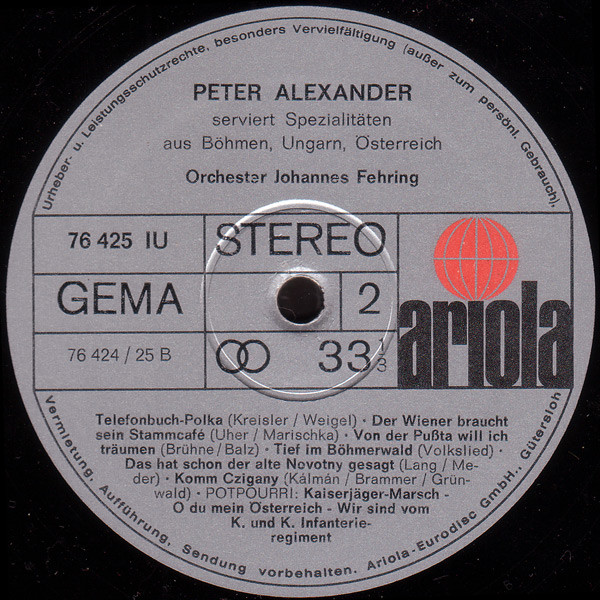 Urheber- u. Leistungsschutzrechte, besonders Vervielfältigung (außer zum persönl. Gebrauch),
PETER ALEXANDER
serviert Spezialitäten
aus Böhmen, Ungarn, Österreich
Orchester Johannes Fehring
76 425 IU
STEREO
GEMA
2
76 424 / 25 B
33 1/3
ariola
Telefonbuch-Polka (Kreisler / Weigel) · Der Wiener braucht
sein Stammcafé (Uher / Marischka) · Von der Pußta will ich
träumen (Brühne/Balz) · Tief im Böhmerwald (Volkslied) ·
Das hat schon der alte Novotny gesagt (Lang / Me-
der) · Komm Czigany (Kálmán / Brammer / Grün-
wald) · POTPOURRI: Kaiserjäger-Marsch -
O du mein Österreich - Wir sind vom
K. und K. Infanterie-
regiment
Vermietung, Aufführung, Sendung vorbehalten. Ariola-Eurodisc GmbH., Gütersloh